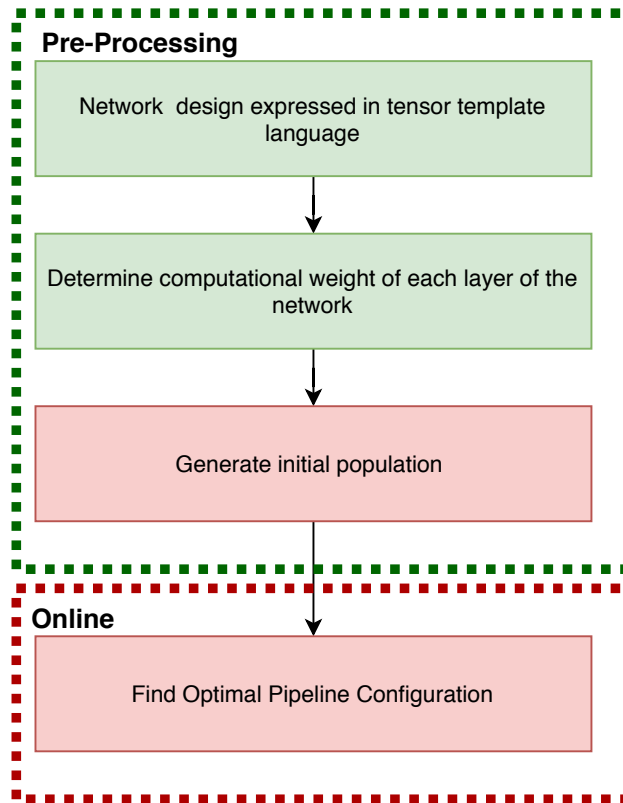 Pre-Processing
Network design expressed in tensor template
language
Determine computational weight of each layer of the
network
Generate initial population
Online
Find Optimal Pipeline Configuration